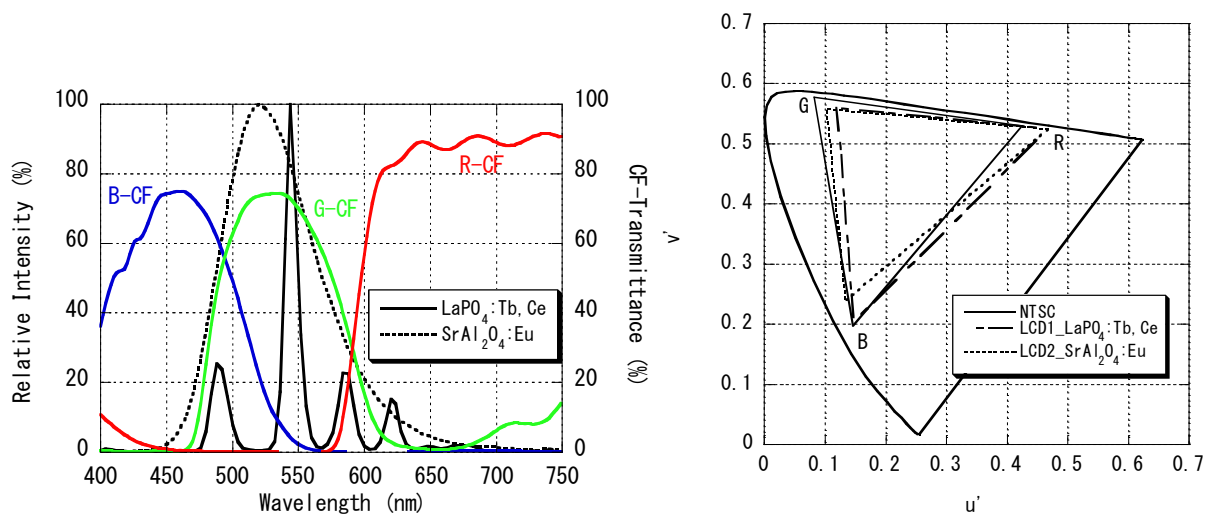 100
80
60
40
20
0
Relative Intensity (%)
400 450 500 550 600 650 700 750
Wavelength (nm)
100
80
60
40
20
0
CF-Transmittance (%)
B-CF
G-CF
R-CF
LaPO4:Tb, Ce
SrAl2O4:Eu
0.7
0.6
0.5
0.4
0.3
0.2
0.1
0
v'
0 0.1 0.2 0.3 0.4 0.5 0.6 0.7
u'
G
R
B
NTSC
LCD1_LaPO4:Tb, Ce
LCD2_SrAl2O4:Eu